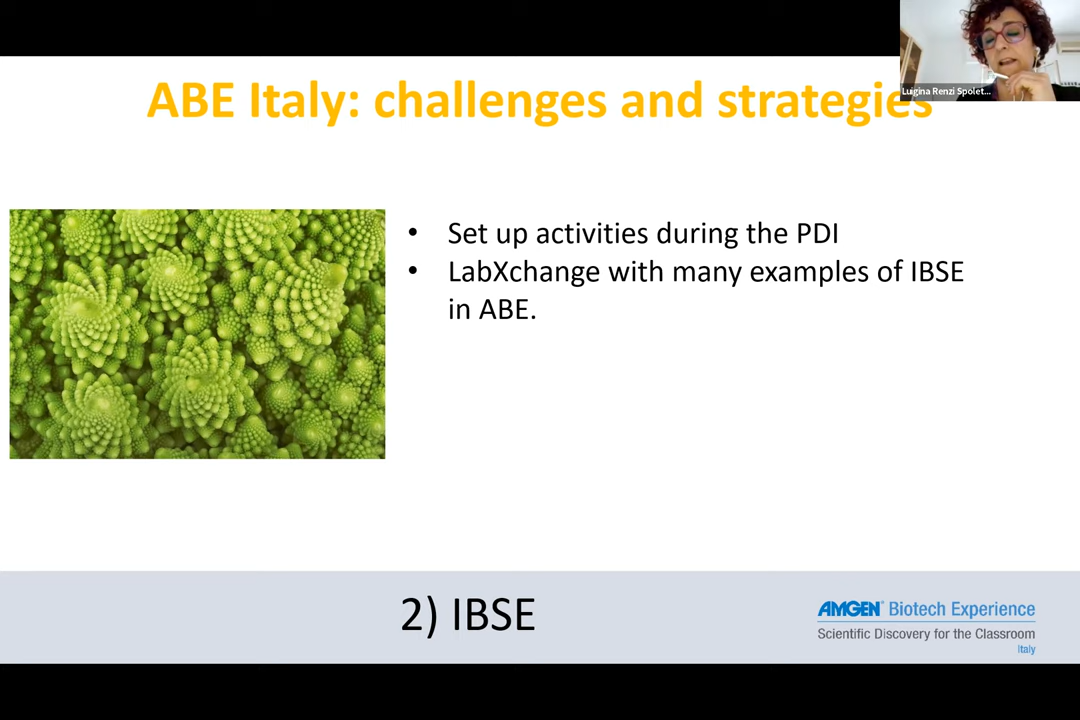 ABE Italy: challenges and strategies
Luigina Renzi Spolet...
• Set up activities during the PDI
• LabXchange with many examples of IBSE
in ABE.
2) IBSE
AMGEN® Biotech Experience
Scientific Discovery for the Classroom
Italy